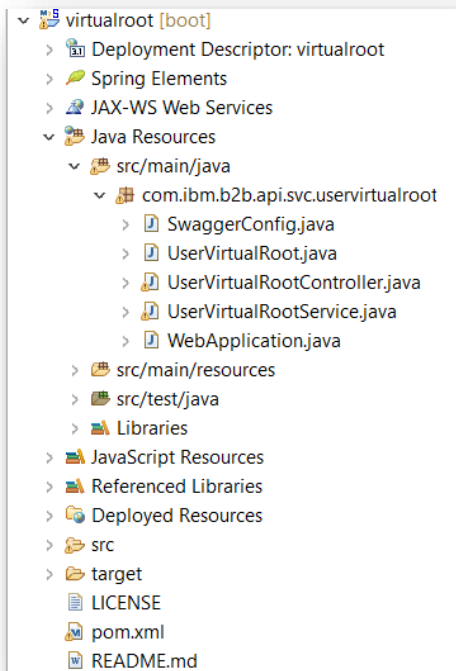 virtualroot [boot]
Deployment Descriptor: virtualroot
Spring Elements
JAX-WS Web Services
Java Resources
src/main/java
com.ibm.b2b.api.svc.uservirtualroot
SwaggerConfig.java
UserVirtualRoot.java
UserVirtualRootController.java
UserVirtualRootService.java
WebApplication.java
src/main/resources
src/test/java
Libraries
JavaScript Resources
Referenced Libraries
Deployed Resources
src
target
LICENSE
pom.xml
README.md